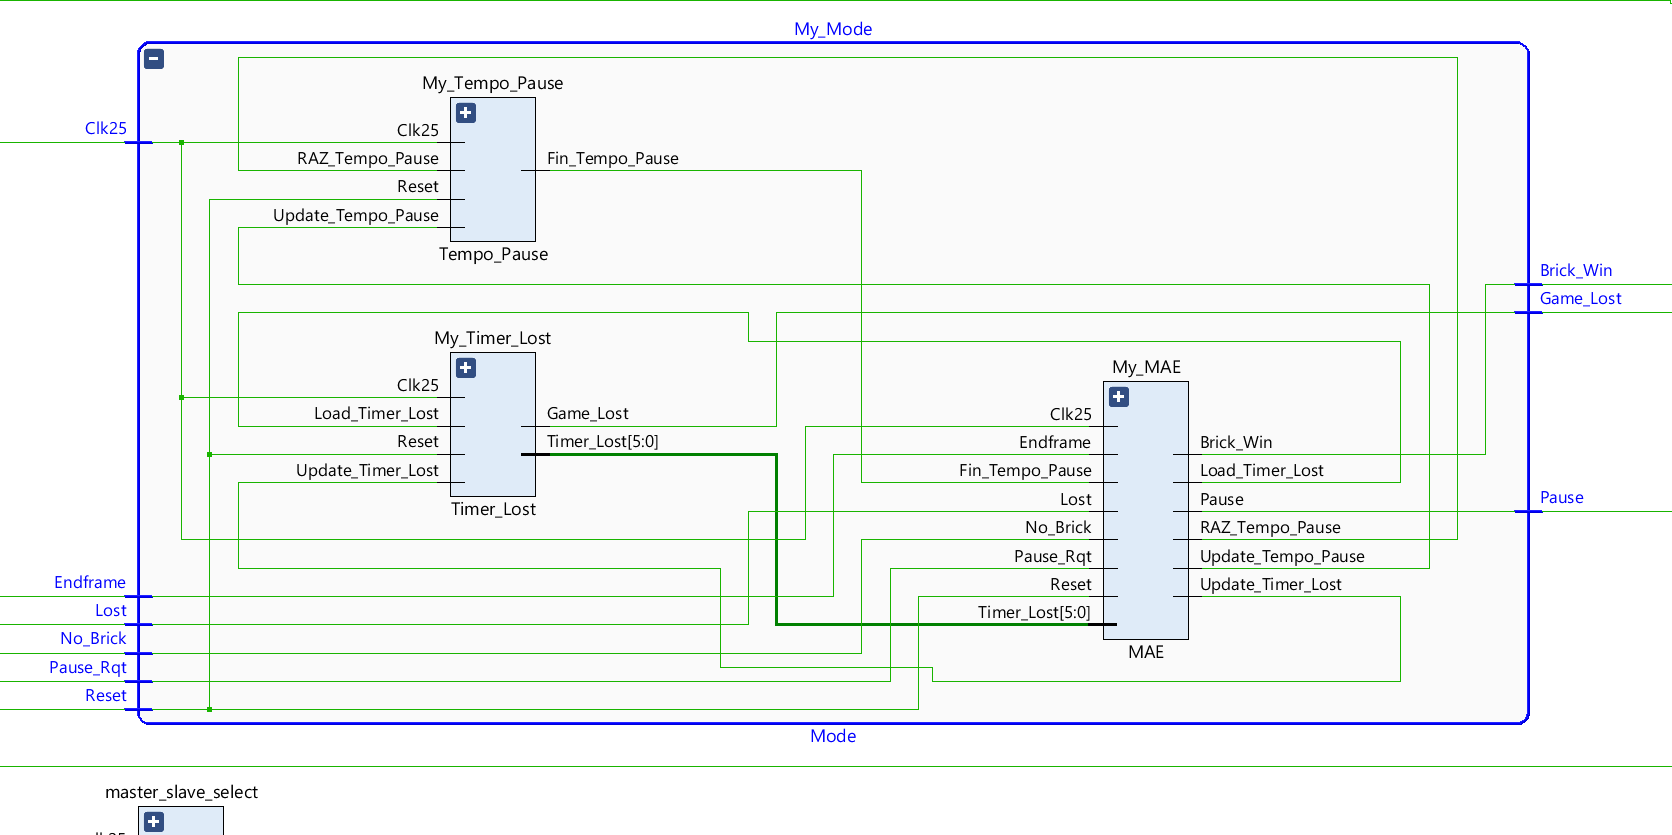 My_Mode
My_Tempo_Pause
Clk25
Clk25
RAZ_Tempo_Pause
Fin_Tempo_Pause
Reset
Update_Tempo_Pause
Tempo_Pause
Brick_Win
Game_Lost
My_Timer_Lost
My_MAE
Clk25
Load_Timer_Lost
Game_Lost
Clk25
Reset
Timer_Lost[5:0]
Endframe
Brick_Win
Update_Timer_Lost
Fin_Tempo_Pause
Load_Timer_Lost
Timer_Lost
Lost
Pause
Pause
No_Brick
RAZ_Tempo_Pause
Pause_Rqt
Update_Tempo_Pause
Endframe
Reset
Update_Timer_Lost
Lost
Timer_Lost[5:0]
No_Brick
MAE
Pause_Rqt
Reset
Mode
master_slave_select